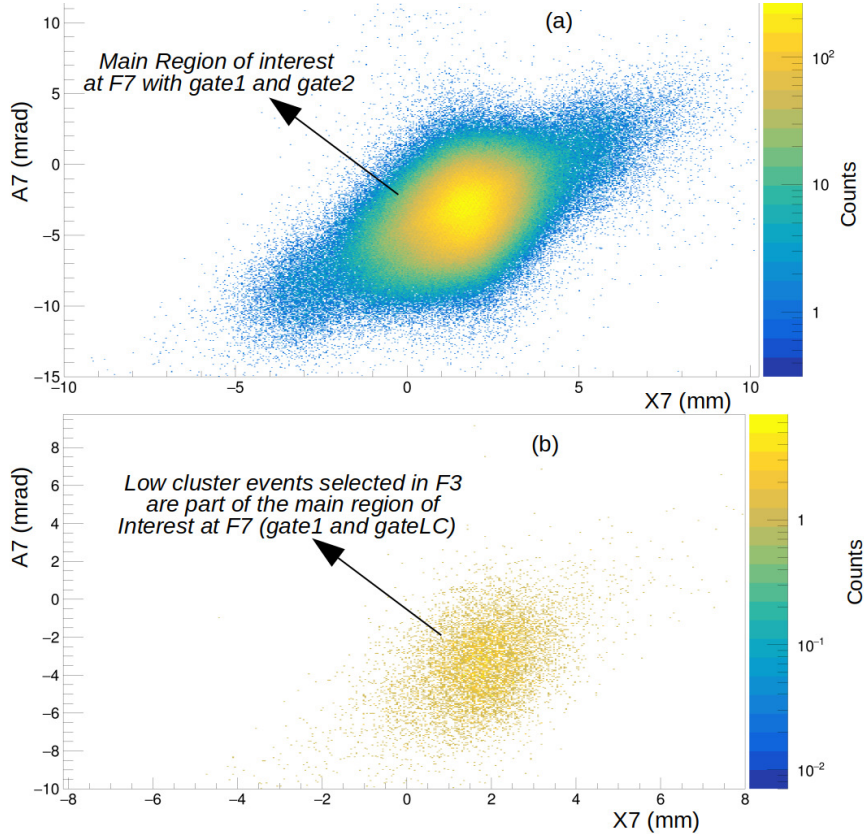 (a)
Main Region of interest
at F7 with gate1 and gate2
A7 (mrad)
10
5
0
−5
−10
−15
−10
−5
0
5
10
X7 (mm)
10²
10
1
Counts
(b)
Low cluster events selected in F3
are part of the main region of
Interest at F7 (gate1 and gateLC)
A7 (mrad)
8
6
4
2
0
−2
−4
−6
−8
−10
−8
−6
−4
−2
0
2
4
6
8
X7 (mm)
1
10⁻¹
10⁻²
Counts